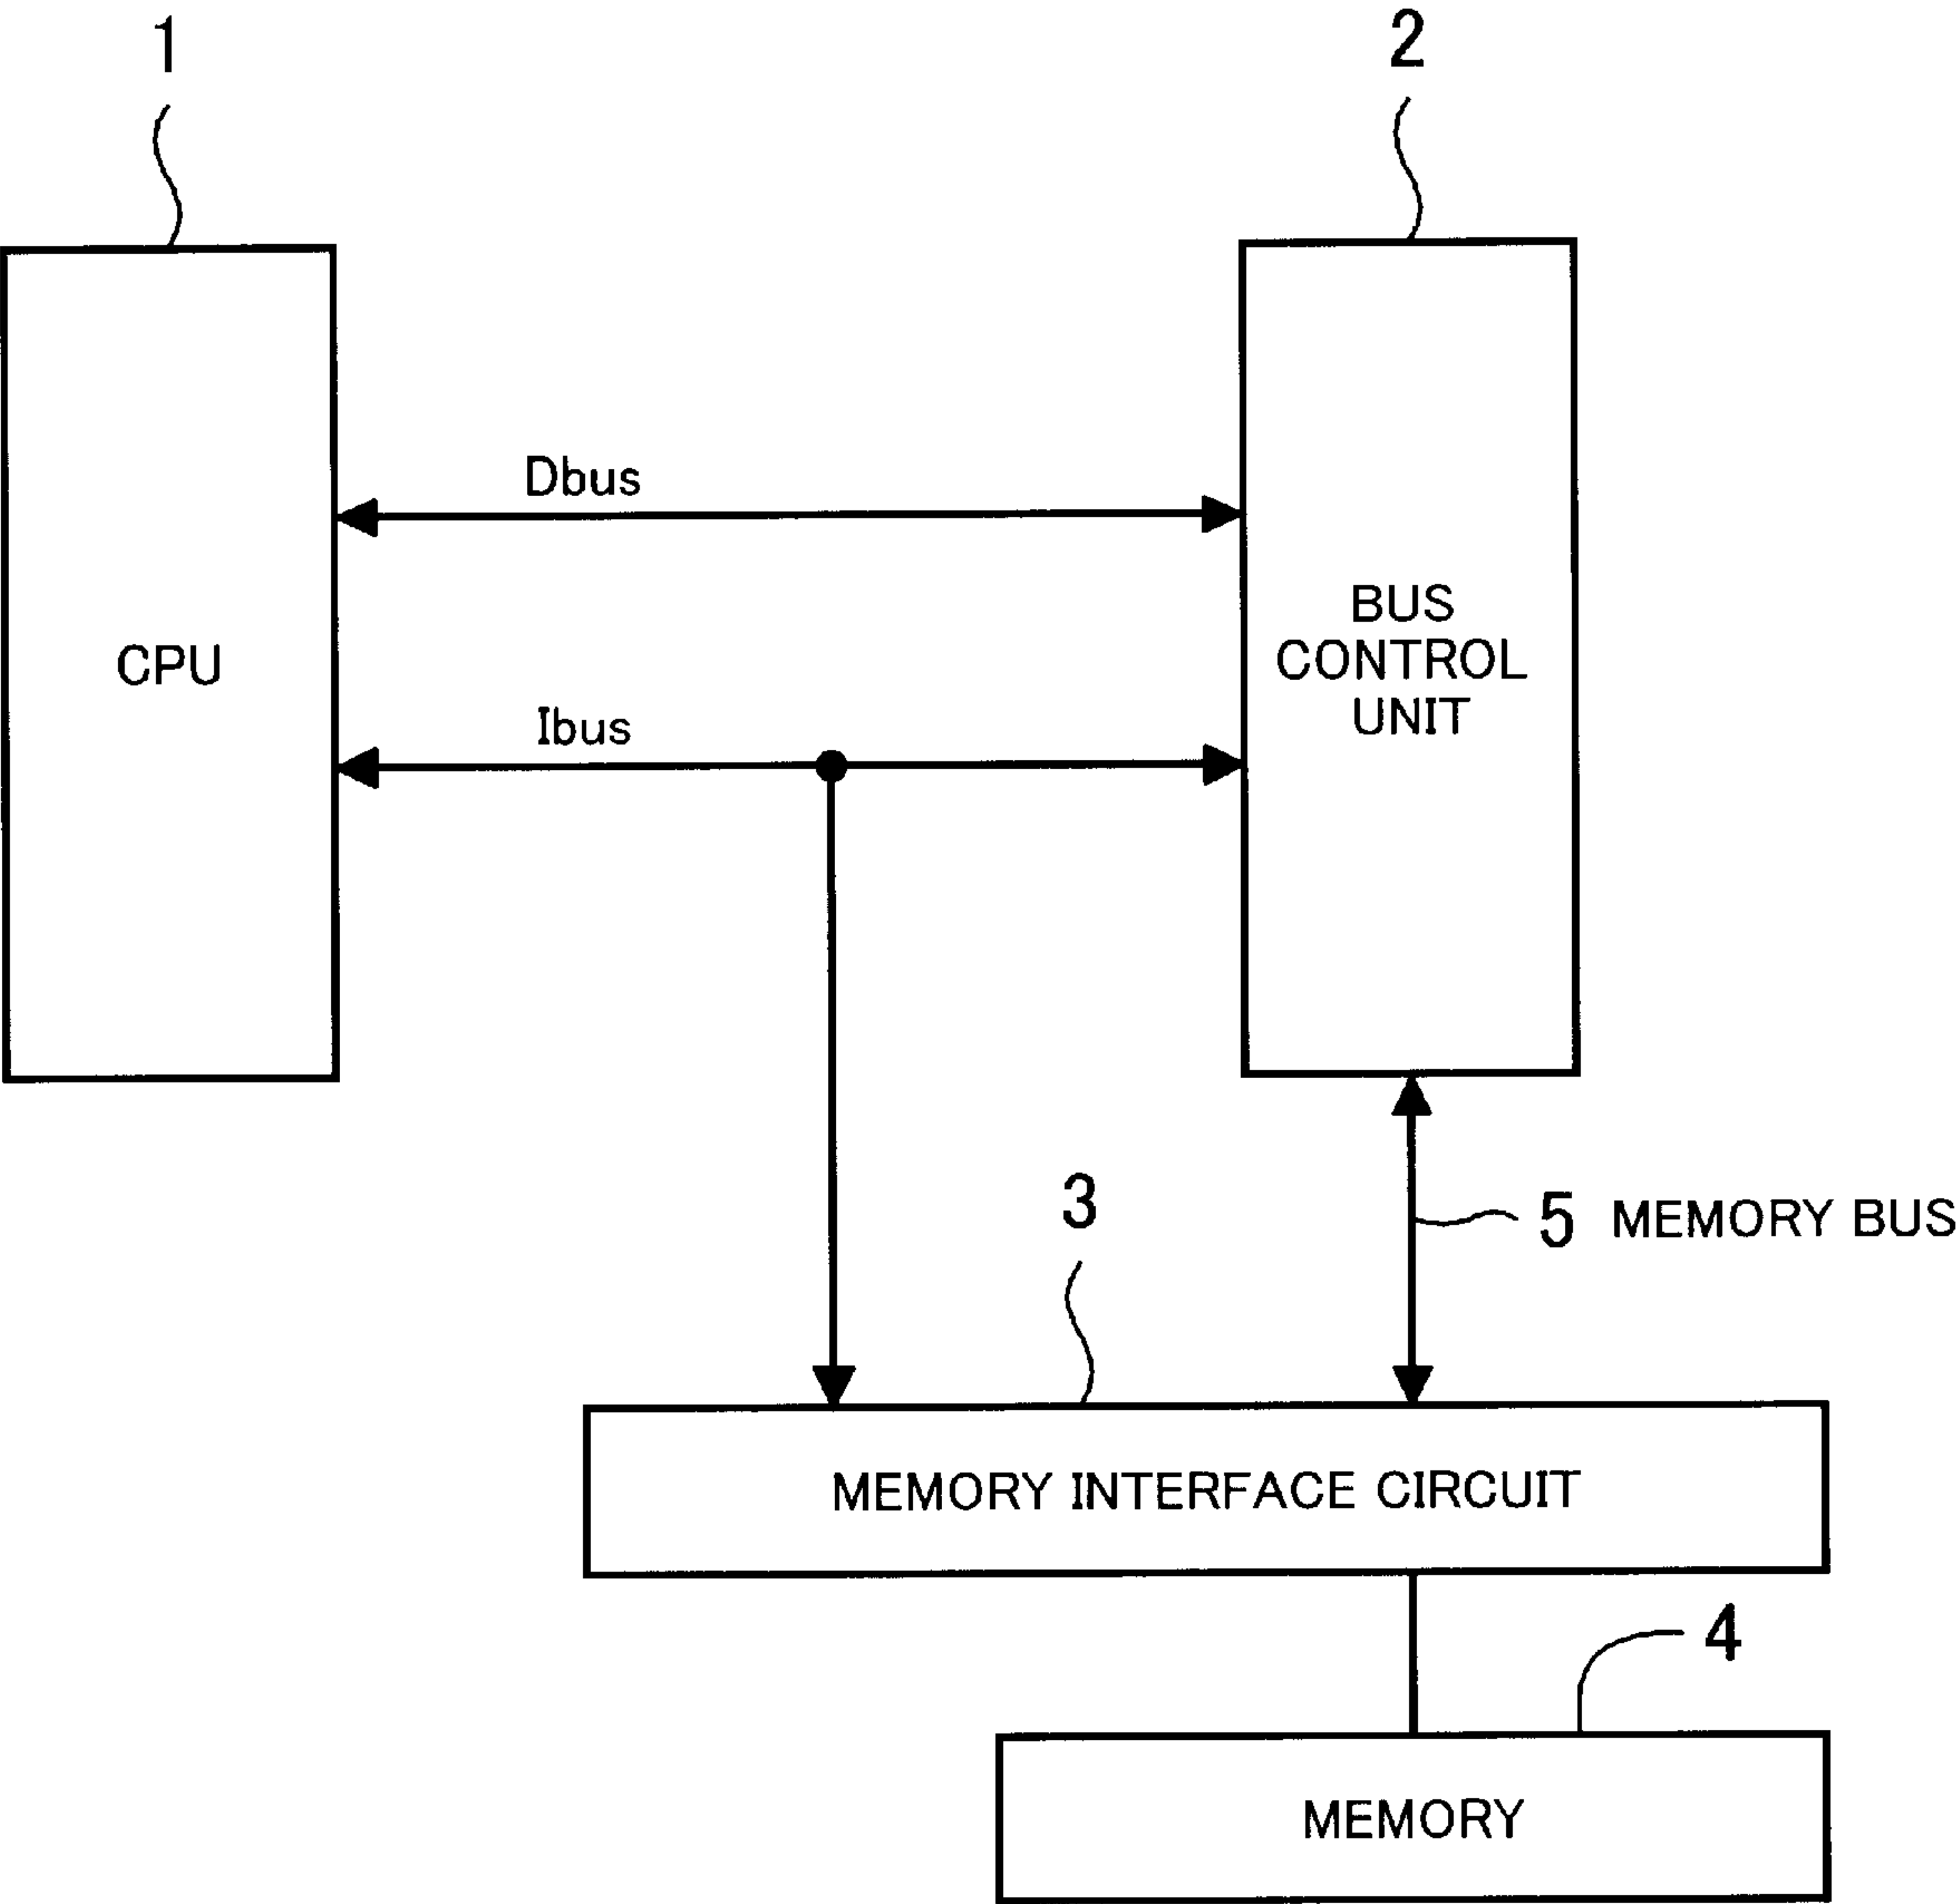 1
2
Dbus
CPU
BUS
CONTROL
UNIT
Ibus
3
5 MEMORY BUS
MEMORY INTERFACE CIRCUIT
4
MEMORY